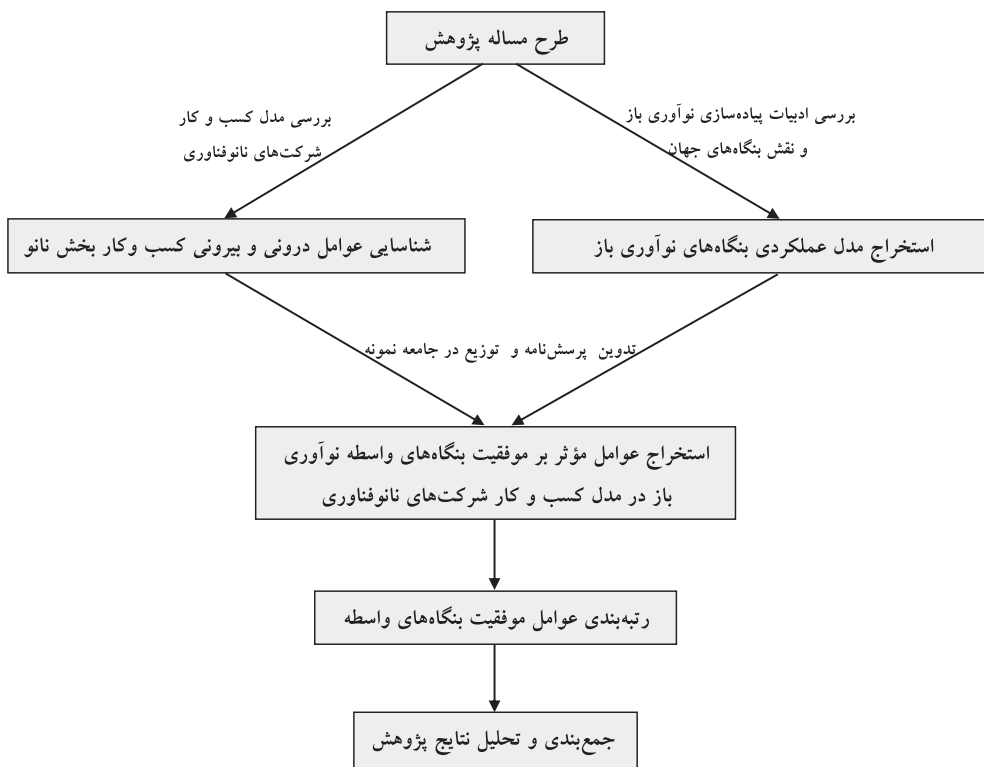 طرح مساله پژوهش
بررسی ادبیات پیاده‌سازی نوآوری باز
و نقش بنگاه‌های جهان
بررسی مدل کسب و کار
شرکت‌های نانوفناوری
استخراج مدل عملکردی بنگاه‌های نوآوری باز
شناسایی عوامل درونی و بیرونی کسب وکار بخش نانو
تدوین پرسش‌نامه و توزیع در جامعه نمونه
استخراج عوامل مؤثر بر موفقیت بنگاه‌های واسطه نوآوری
باز در مدل کسب و کار شرکت‌های نانوفناوری
رتبه‌بندی عوامل موفقیت بنگاه‌های واسطه
جمع‌بندی و تحلیل نتایج پژوهش